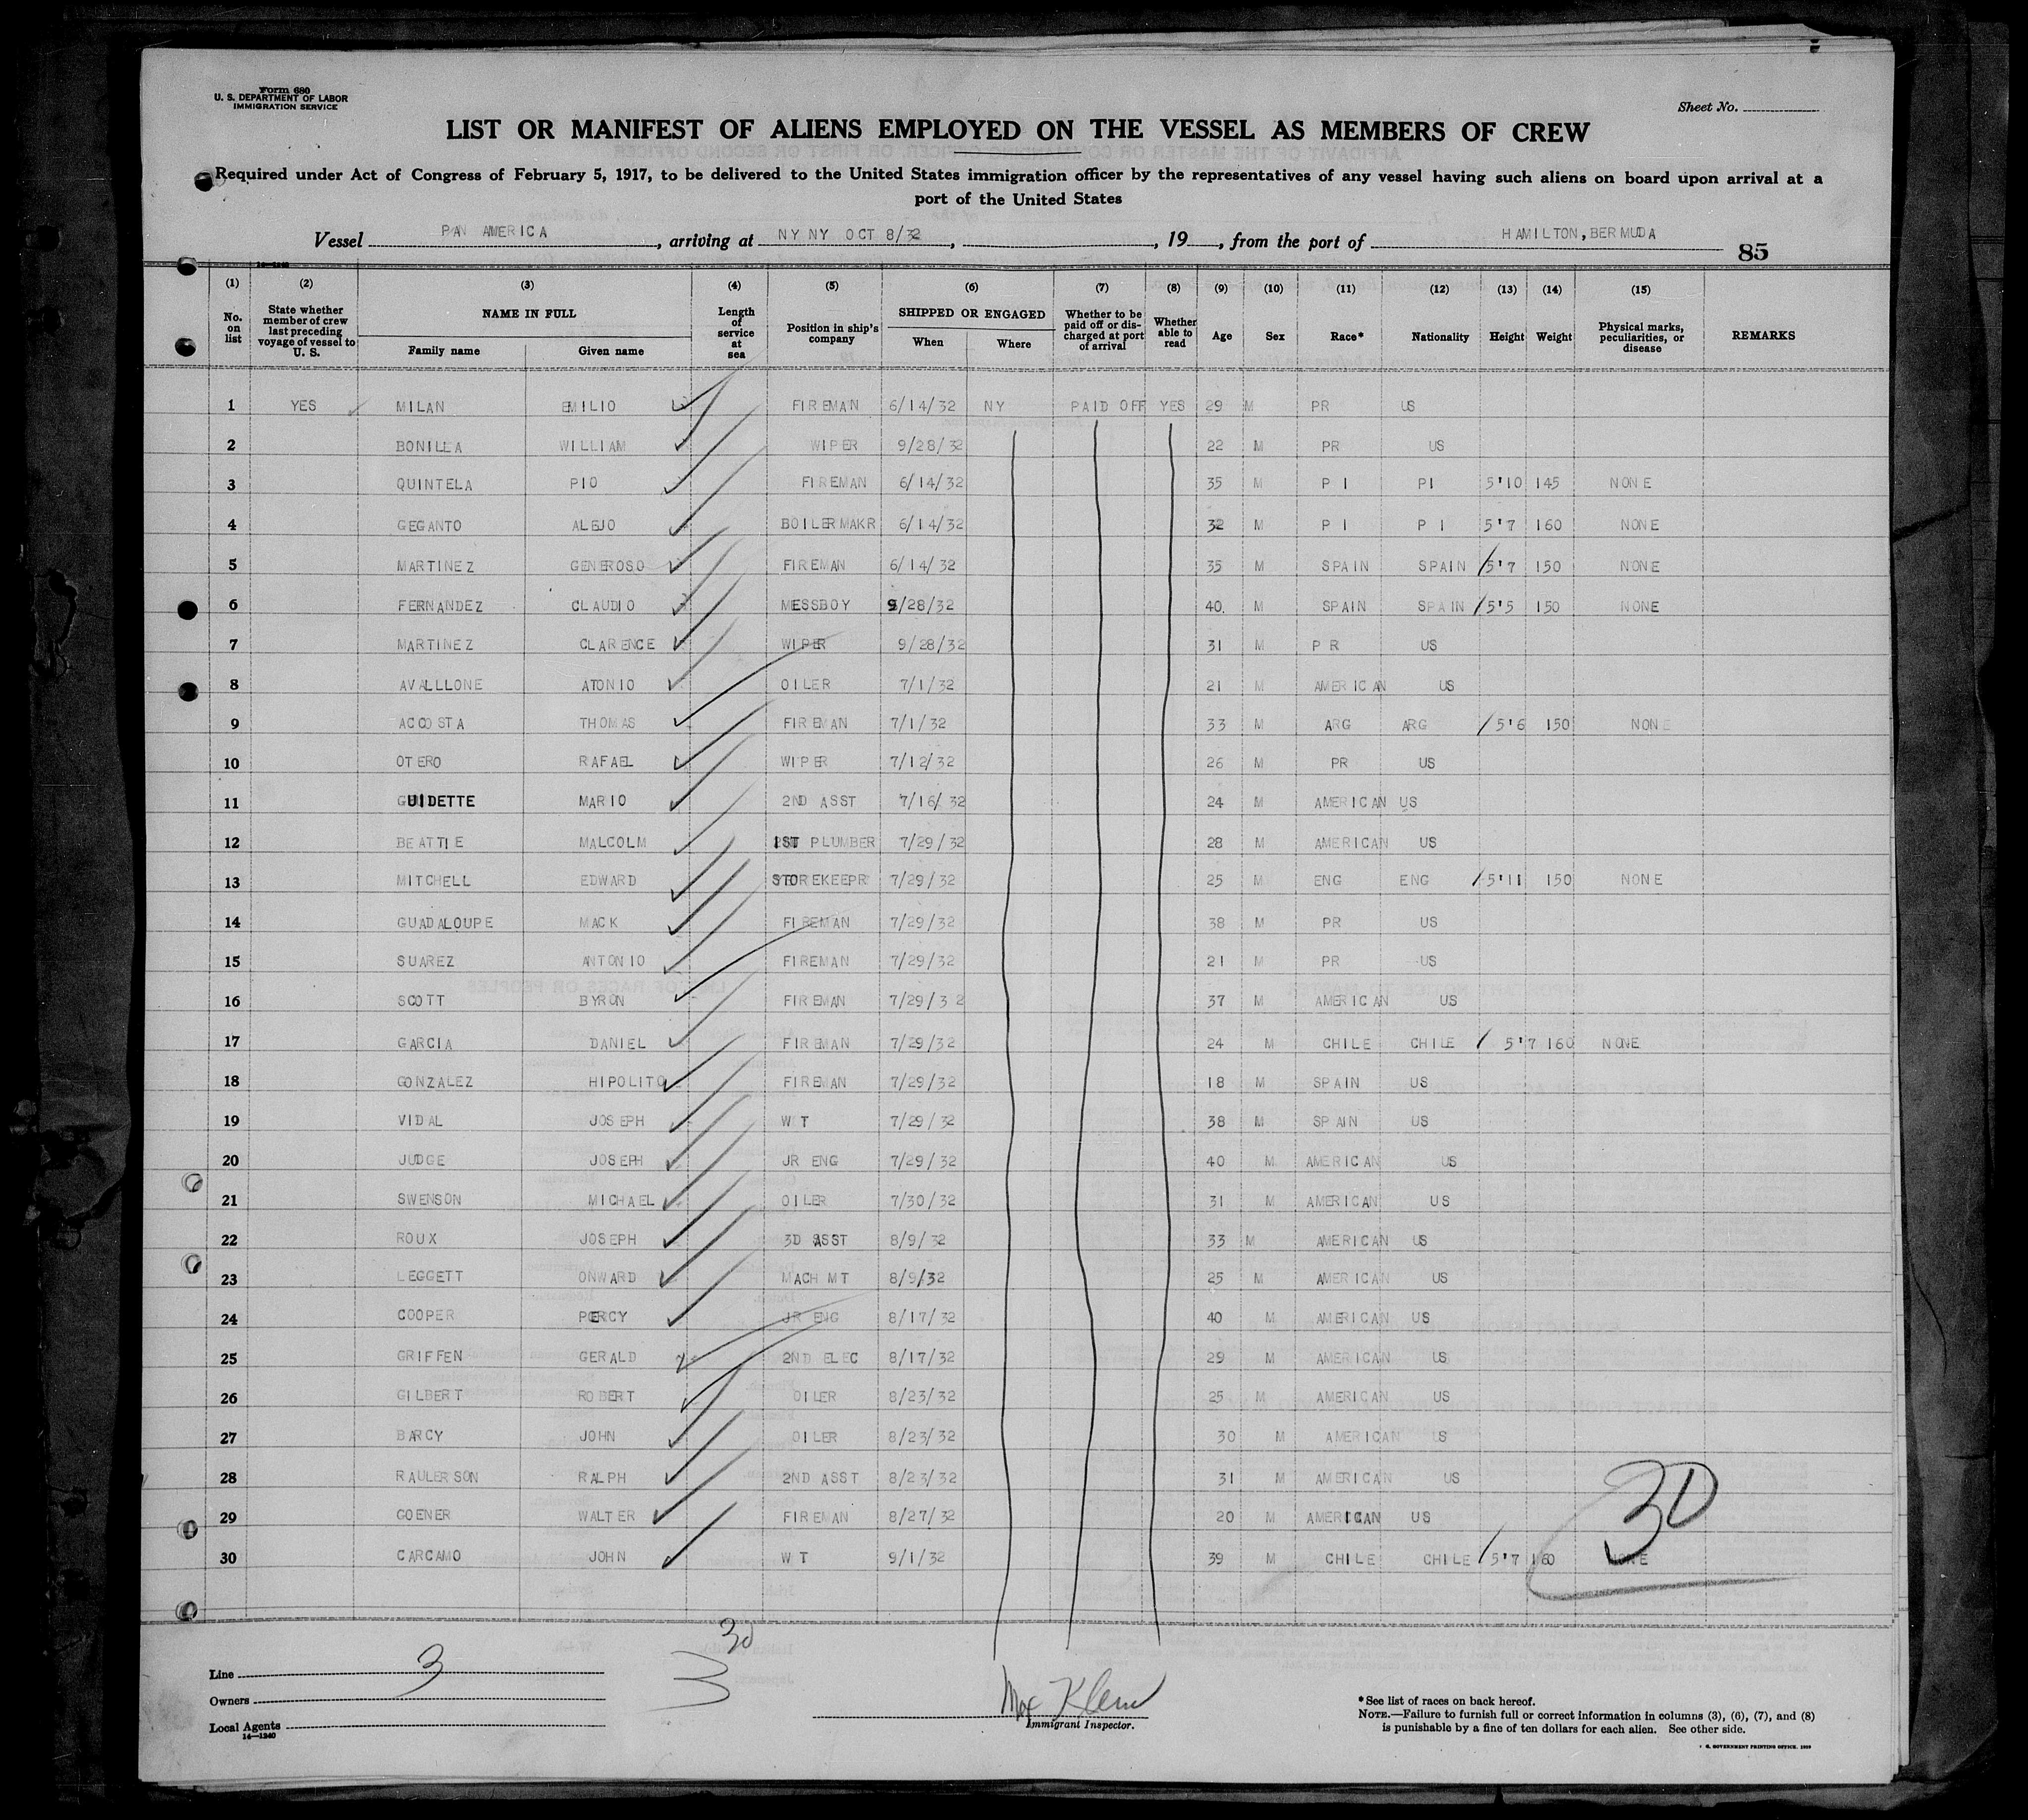 Form 680
U. S. DEPARTMENT OF LABOR
IMMIGRATION SERVICE
Sheet No.
LIST OR MANIFEST OF ALIENS EMPLOYED ON THE VESSEL AS MEMBERS OF CREW
Required under Act of Congress of February 5, 1917, to be delivered to the United States immigration officer by the representatives of any vessel having such aliens on board upon arrival at a
port of the United States
Vessel PAN AMERICA, arriving at NY NY OCT 8/32, , 19 , from the port of HAMILTON, BERMUDA
85
14—1240
(1) (2) (3) (4) (5) (6) (7) (8) (9) (10) (11) (12) (13) (14) (15)
No. on list State whether member of crew last preceding voyage of vessel to U. S. NAME IN FULL Family name Given name Length of service at sea Position in ship's company SHIPPED OR ENGAGED When Where Whether to be paid off or discharged at port of arrival Whether able to read Age Sex Race* Nationality Height Weight Physical marks, peculiarities, or disease REMARKS
1 YES MILAN EMILIO FIREMAN 6/14/32 NY PAID OFF YES 29 M PR US
2 BONILLA WILLIAM WIPER 9/28/32 22 M PR US
3 QUINTELA PIO FIREMAN 6/14/32 35 M P I PI 5'10 145 NONE
4 GEGANTO ALEJO BOILERMAKR 6/14/32 32 M P I P I 5'7 160 NONE
5 MARTINEZ GENEROSO FIREMAN 6/14/32 35 M SPAIN SPAIN 5'7 150 NONE
6 FERNANDEZ CLAUDIO MESSBOY 9/28/32 40 M SPAIN SPAIN 5'5 150 NONE
7 MARTINEZ CLARENCE WIPER 9/28/32 31 M P R US
8 AVALLLONE ATONIO OILER 7/1/32 21 M AMERICAN US
9 ACOOSTA THOMAS FIREMAN 7/1/32 33 M ARG ARG 5'6 150 NONE
10 OTERO RAFAEL WIPER 7/12/32 26 M PR US
11 GUIDETTE MARIO 2ND ASST 7/16/32 24 M AMERICAN US
12 BEATTIE MALCOLM 1ST PLUMBER 7/29/32 28 M AMERICAN US
13 MITCHELL EDWARD STOREKEEPR 7/29/32 25 M ENG ENG 5'11 150 NONE
14 GUADALOUPE MACK FIREMAN 7/29/32 38 M PR US
15 SUAREZ ANTONIO FIREMAN 7/29/32 21 M PR US
16 SCOTT BYRON FIREMAN 7/29/32 37 M AMERICAN US
17 GARCIA DANIEL FIREMAN 7/29/32 24 M CHILE CHILE 5'7 160 NONE
18 GONZALEZ HIPOLITO FIREMAN 7/29/32 18 M SPAIN US
19 VIDAL JOSEPH W T 7/29/32 38 M SPAIN US
20 JUDGE JOSEPH JR ENG 7/29/32 40 M AMERICAN US
21 SWENSON MICHAEL OILER 7/30/32 31 M AMERICAN US
22 ROUX JOSEPH 3D ASST 8/9/32 33 M AMERICAN US
23 LEGGETT ONWARD MACH MT 8/9/32 25 M AMERICAN US
24 COOPER PERCY JR ENG 8/17/32 40 M AMERICAN US
25 GRIFFEN GERALD 2ND ELEC 8/17/32 29 M AMERICAN US
26 GILBERT ROBERT OILER 8/23/32 25 M AMERICAN US
27 BARCY JOHN OILER 8/23/32 30 M AMERICAN US
28 RAULERSON RALPH 2ND ASST 8/23/32 31 M AMERICAN US
29 GOENER WALTER FIREMAN 8/27/32 20 M AMERICAN US
30 CARCAMO JOHN W T 9/1/32 39 M CHILE CHILE 5'7 160 NONE
30
30
3
Line 3
Owners
Local Agents
14—1240
Max Klein
Immigrant Inspector.
*See list of races on back hereof.
NOTE.—Failure to furnish full or correct information in columns (3), (6), (7), and (8)
is punishable by a fine of ten dollars for each alien. See other side.
GOVERNMENT PRINTING OFFICE